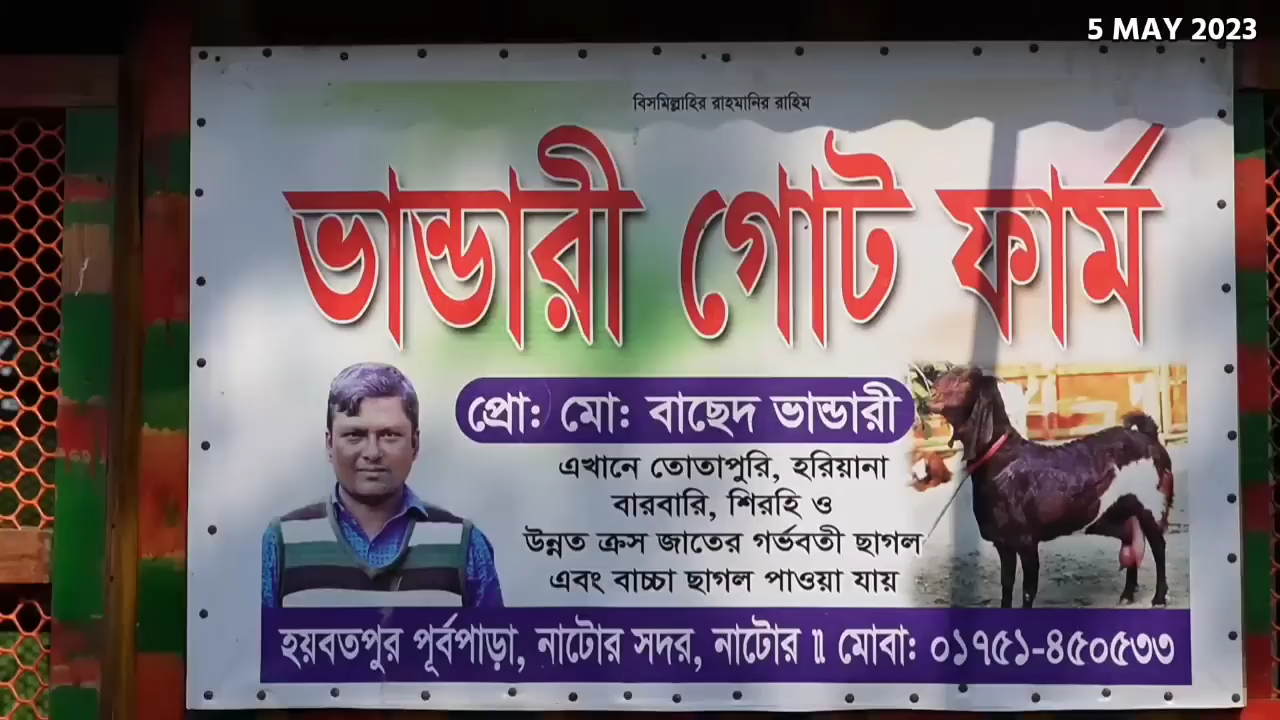 5 MAY 2023
বিসমিল্লাহির রাহমানির রাহিম
ভান্ডারী গোট ফার্ম
প্রো: মো: বাছেদ ভান্ডারী
এখানে তোতাপুরি, হরিয়ানা
বারবারি, শিরহি ও
উন্নত ক্রস জাতের গর্ভবতী ছাগল
এবং বাচ্চা ছাগল পাওয়া যায়
হয়বতপুর পূর্বপাড়া, নাটোর সদর, নাটোর ৷৷ মোবা: ০১৭৫১-৪৫০৫৩৩